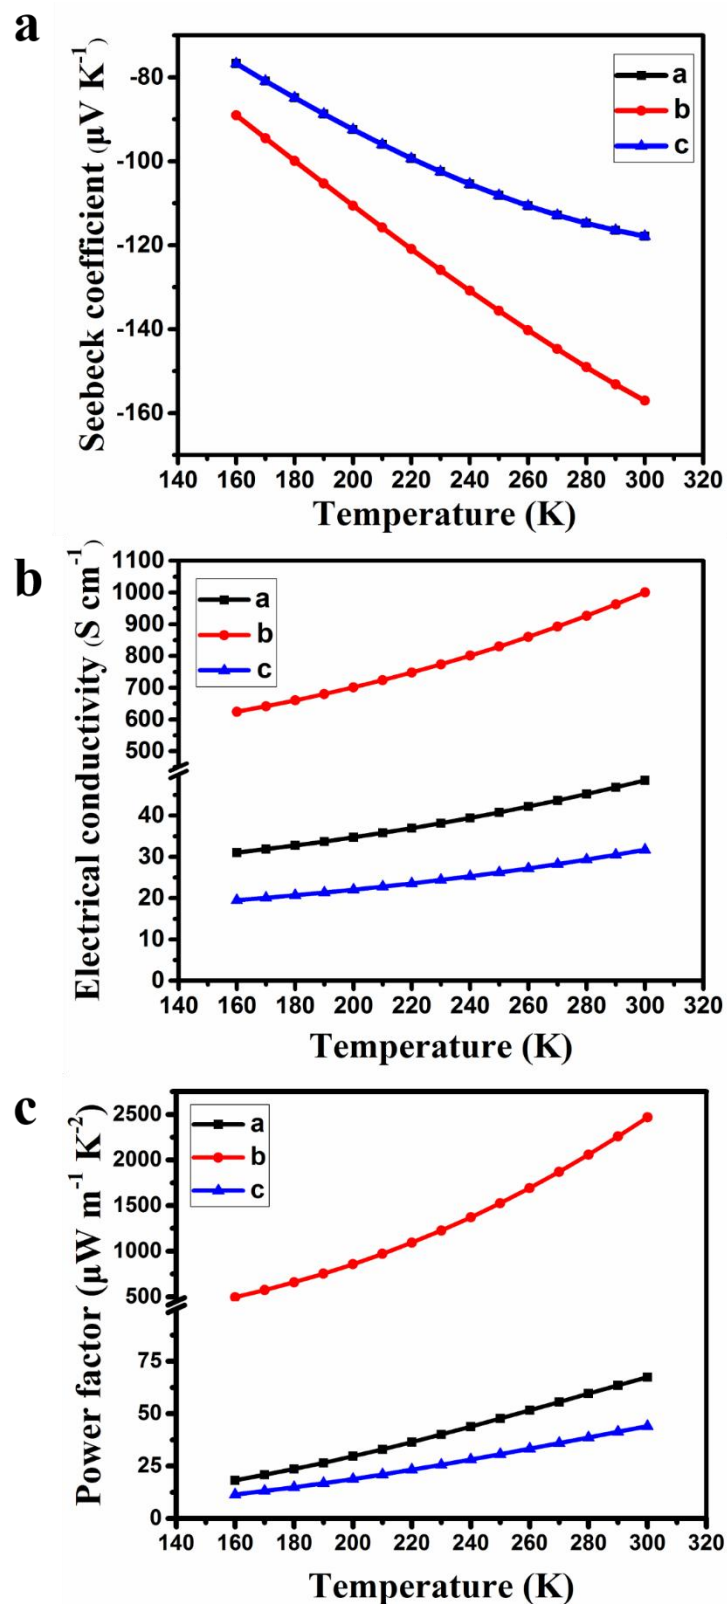 a
Seebeck coefficient (μV K⁻¹)
-80
-100
-120
-140
-160
a
b
c
140 160 180 200 220 240 260 280 300 320
Temperature (K)
b
Electrical conductivity (S cm⁻¹)
1100
1000
900
800
700
600
500
40
30
20
10
0
a
b
c
140 160 180 200 220 240 260 280 300 320
Temperature (K)
c
Power factor (μW m⁻¹ K⁻²)
2500
2000
1500
1000
500
75
50
25
0
a
b
c
140 160 180 200 220 240 260 280 300 320
Temperature (K)